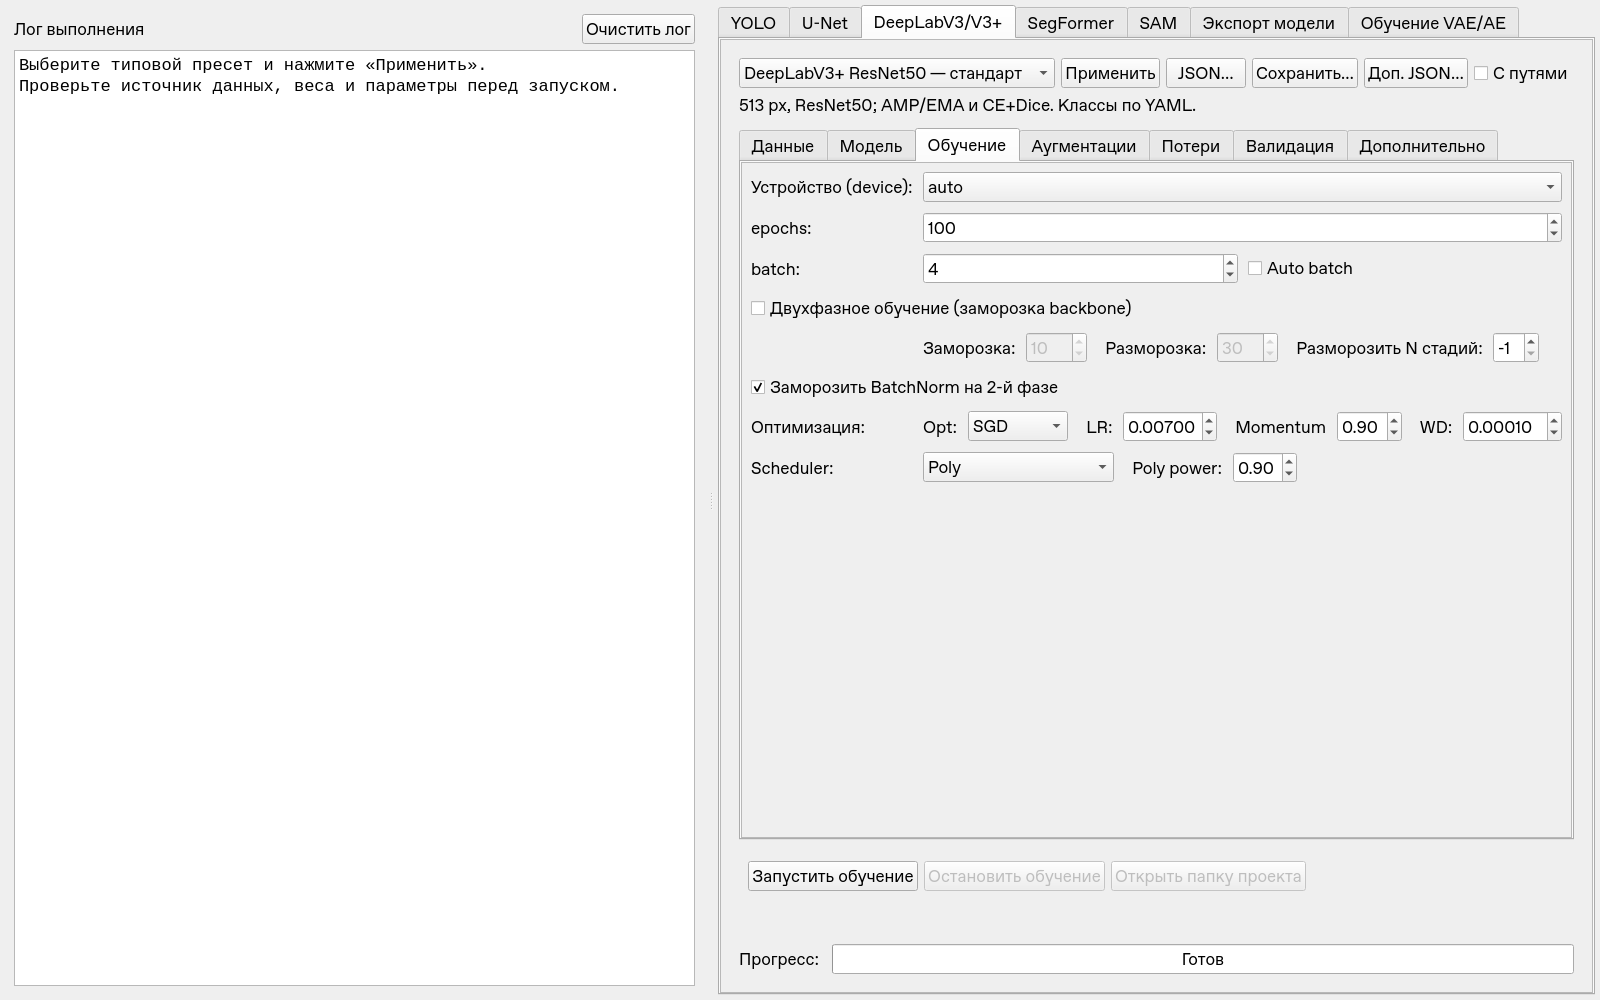 Лог выполнения
Очистить лог
Выберите типовой пресет и нажмите «Применить».
Проверьте источник данных, веса и параметры перед запуском.
YOLO U-Net DeepLabV3/V3+ SegFormer SAM Экспорт модели Обучение VAE/AE
DeepLabV3+ ResNet50 — стандарт Применить JSON... Сохранить... Доп. JSON... С путями
513 px, ResNet50; AMP/EMA и CE+Dice. Классы по YAML.
Данные Модель Обучение Аугментации Потери Валидация Дополнительно
Устройство (device): auto
epochs: 100
batch: 4 Auto batch
Двухфазное обучение (заморозка backbone)
Заморозка: 10 Разморозка: 30 Разморозить N стадий: -1
Заморозить BatchNorm на 2-й фазе
Оптимизация: Opt: SGD LR: 0.00700 Momentum 0.90 WD: 0.00010
Scheduler: Poly Poly power: 0.90
Запустить обучение Остановить обучение Открыть папку проекта
Прогресс: Готов